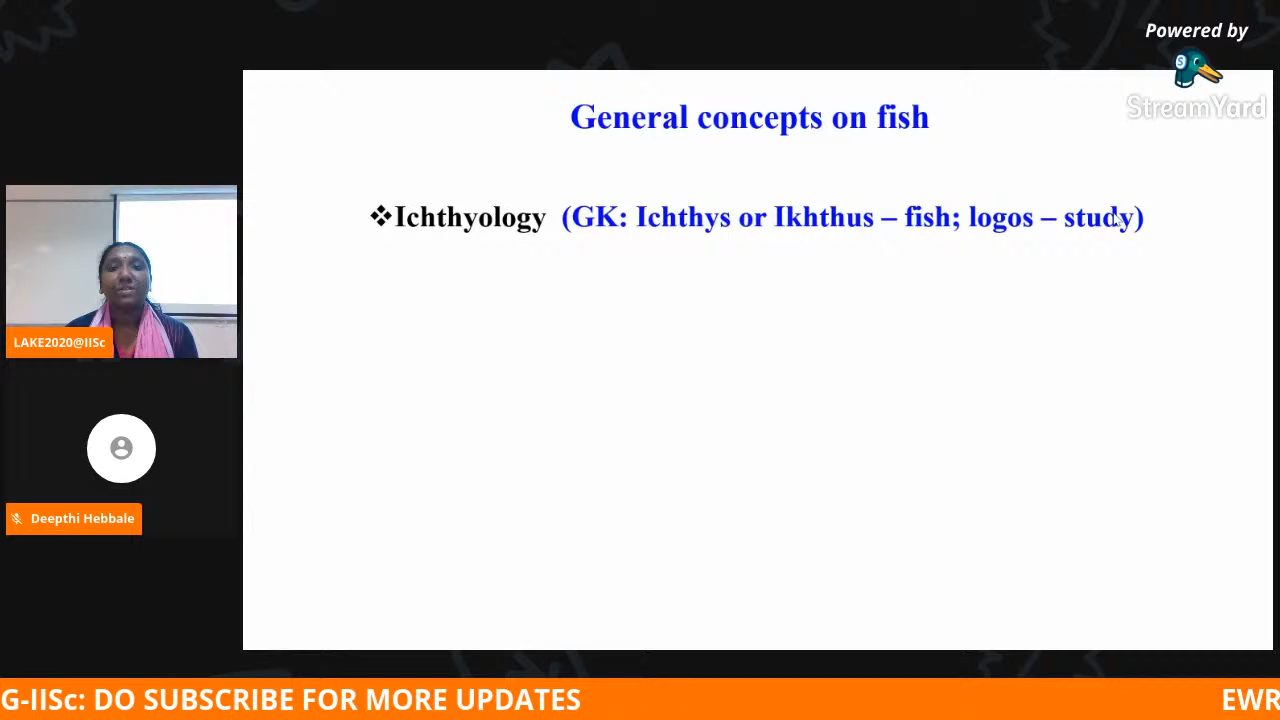 Powered by
StreamYard
General concepts on fish
❖Ichthyology (GK: Ichthys or Ikhthus – fish; logos – study)
LAKE2020@IISc
Deepthi Hebbale
G-IISc: DO SUBSCRIBE FOR MORE UPDATES
EWR